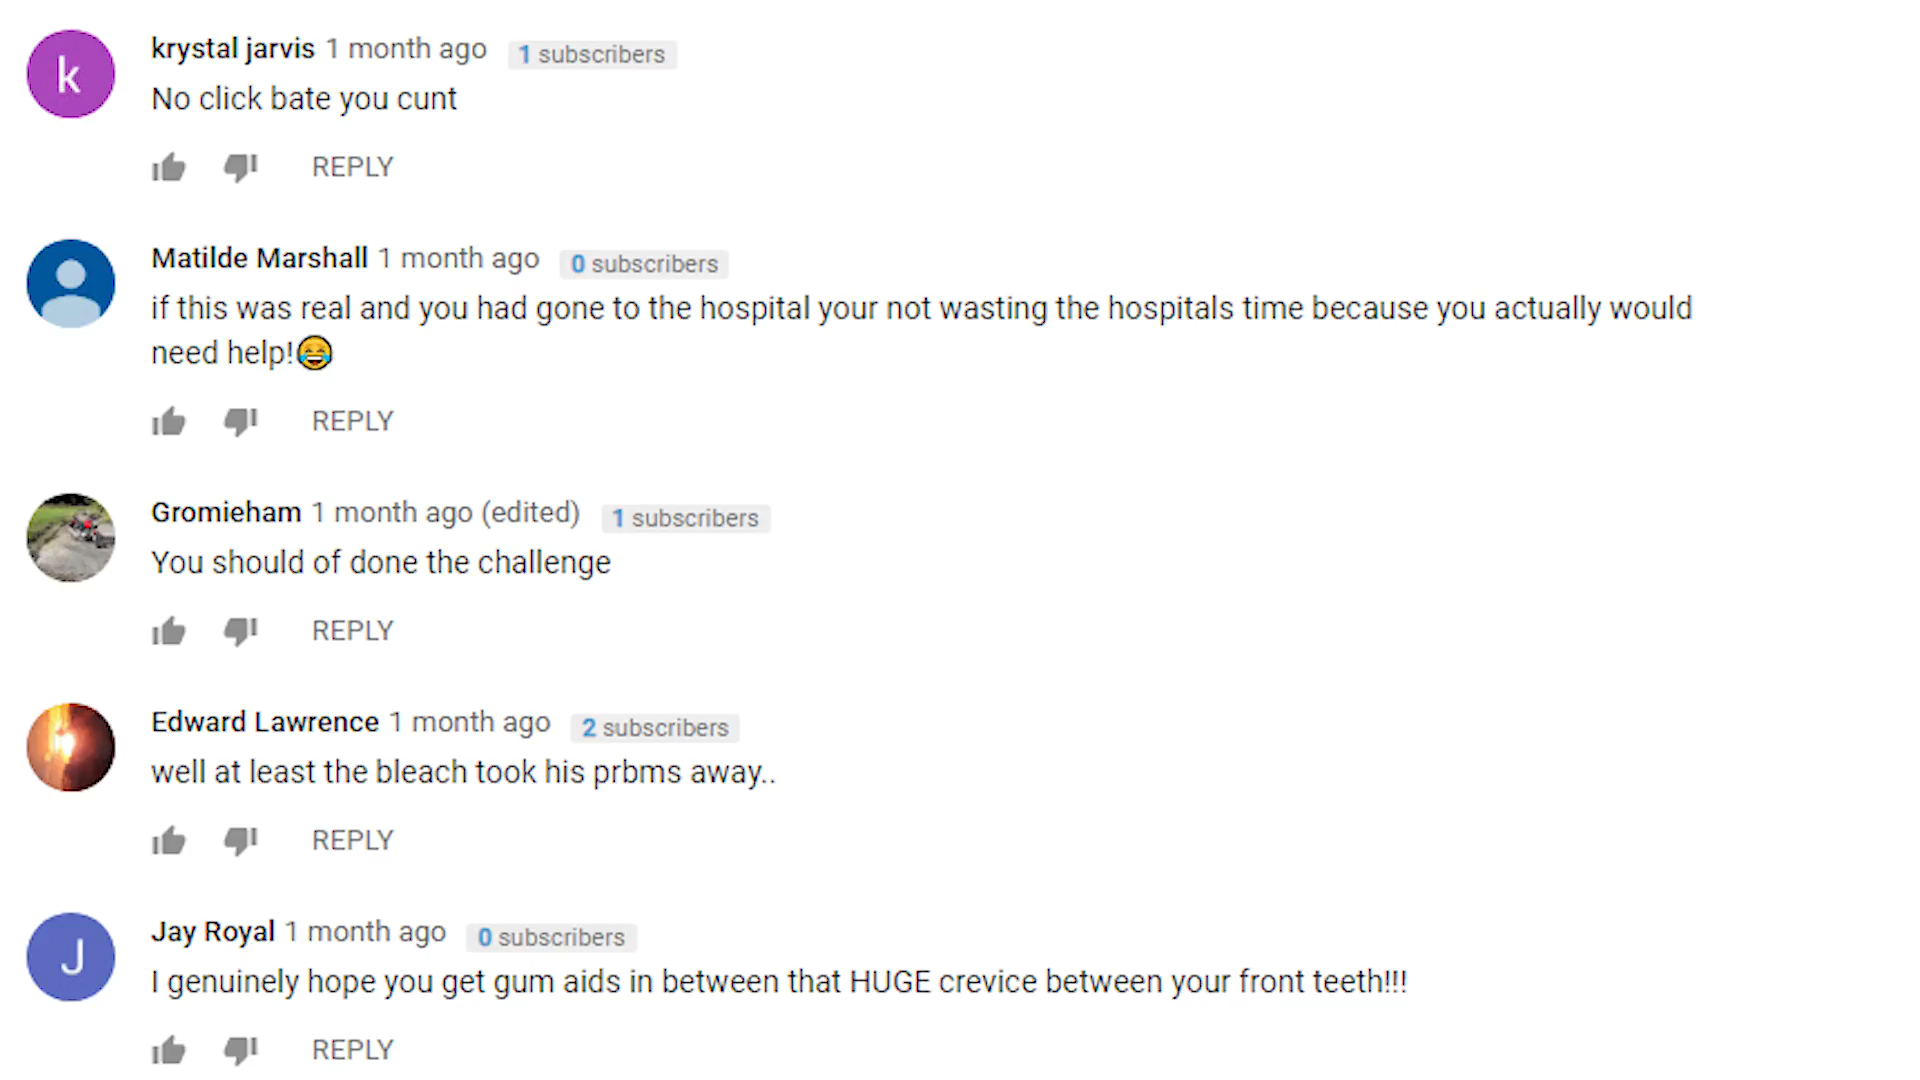 k
krystal jarvis 1 month ago 1 subscribers
No click bate you cunt
REPLY
Matilde Marshall 1 month ago 0 subscribers
if this was real and you had gone to the hospital your not wasting the hospitals time because you actually would
need help!😂
REPLY
Gromieham 1 month ago (edited) 1 subscribers
You should of done the challenge
REPLY
Edward Lawrence 1 month ago 2 subscribers
well at least the bleach took his prbms away..
REPLY
J
Jay Royal 1 month ago 0 subscribers
I genuinely hope you get gum aids in between that HUGE crevice between your front teeth!!!
REPLY